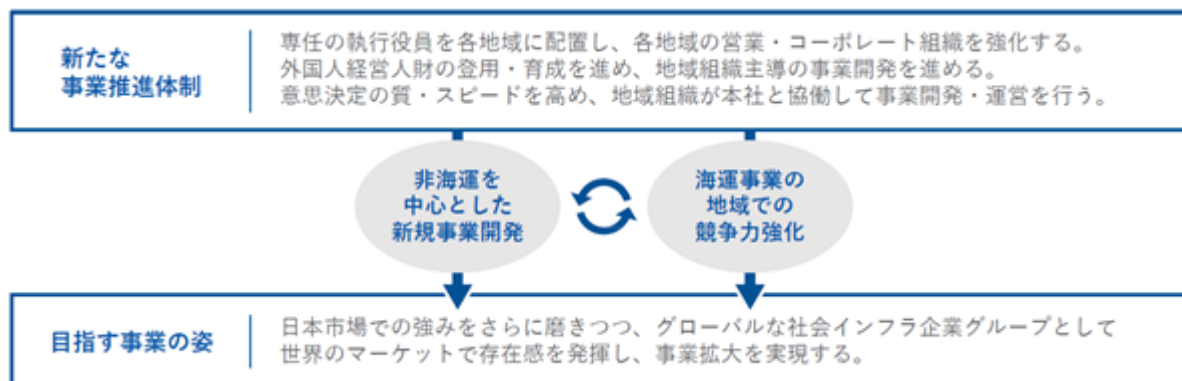 新たな
事業推進体制
専任の執行役員を各地域に配置し、各地域の営業・コーポレート組織を強化する。
外国人経営人財の登用・育成を進め、地域組織主導の事業開発を進める。
意思決定の質・スピードを高め、地域組織が本社と協働して事業開発・運営を行う。
非海運を
中心とした
新規事業開発
海運事業の
地域での
競争力強化
目指す事業の姿
日本市場での強みをさらに磨きつつ、グローバルな社会インフラ企業グループとして
世界のマーケットで存在感を発揮し、事業拡大を実現する。